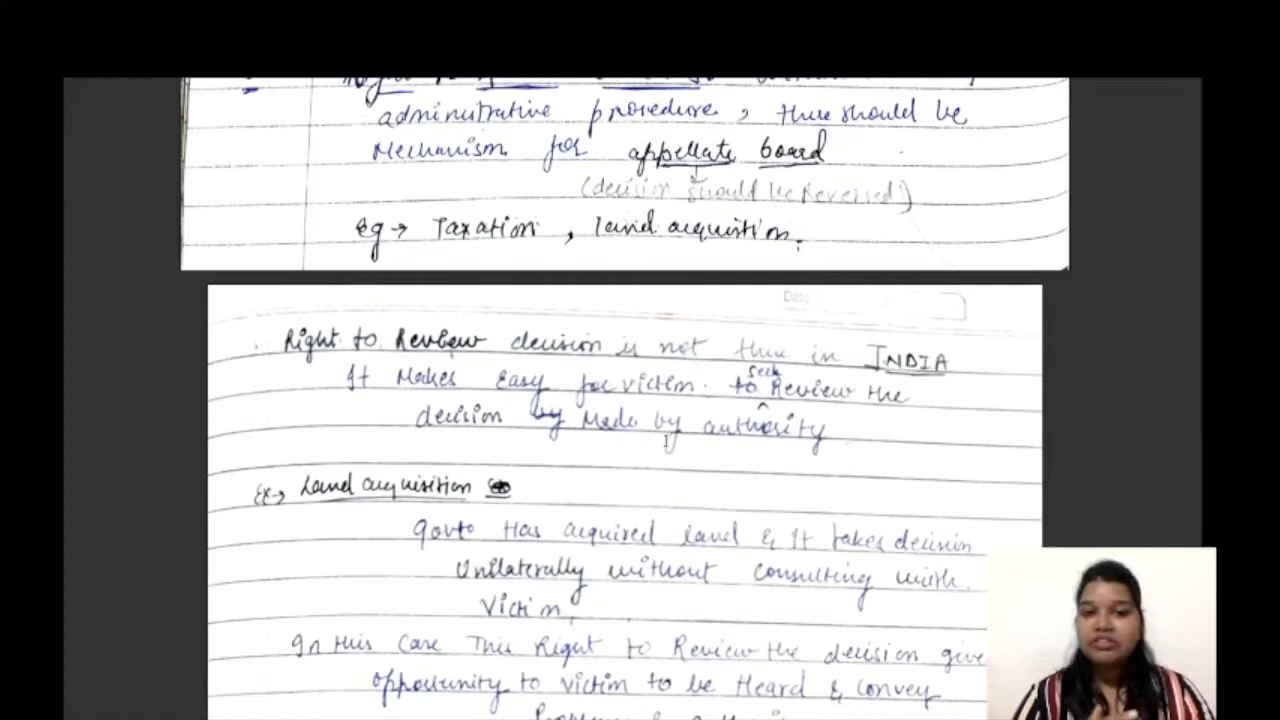 administrative procedure, there should be
Mechanism for appellate board
(decision should be Reversed)
Eg → Taxation, land acquisition.
Date
Right to Review decision is not there in INDIA
It Makes Easy for victim to seek Review the
decision by Made by authority
Ex → Land acquisition
Govt Has acquired land & It takes decision
Unilaterally without consulting with
Victim.
In this Case This Right to Review the decision give
opportunity to victim to be Heard & convey